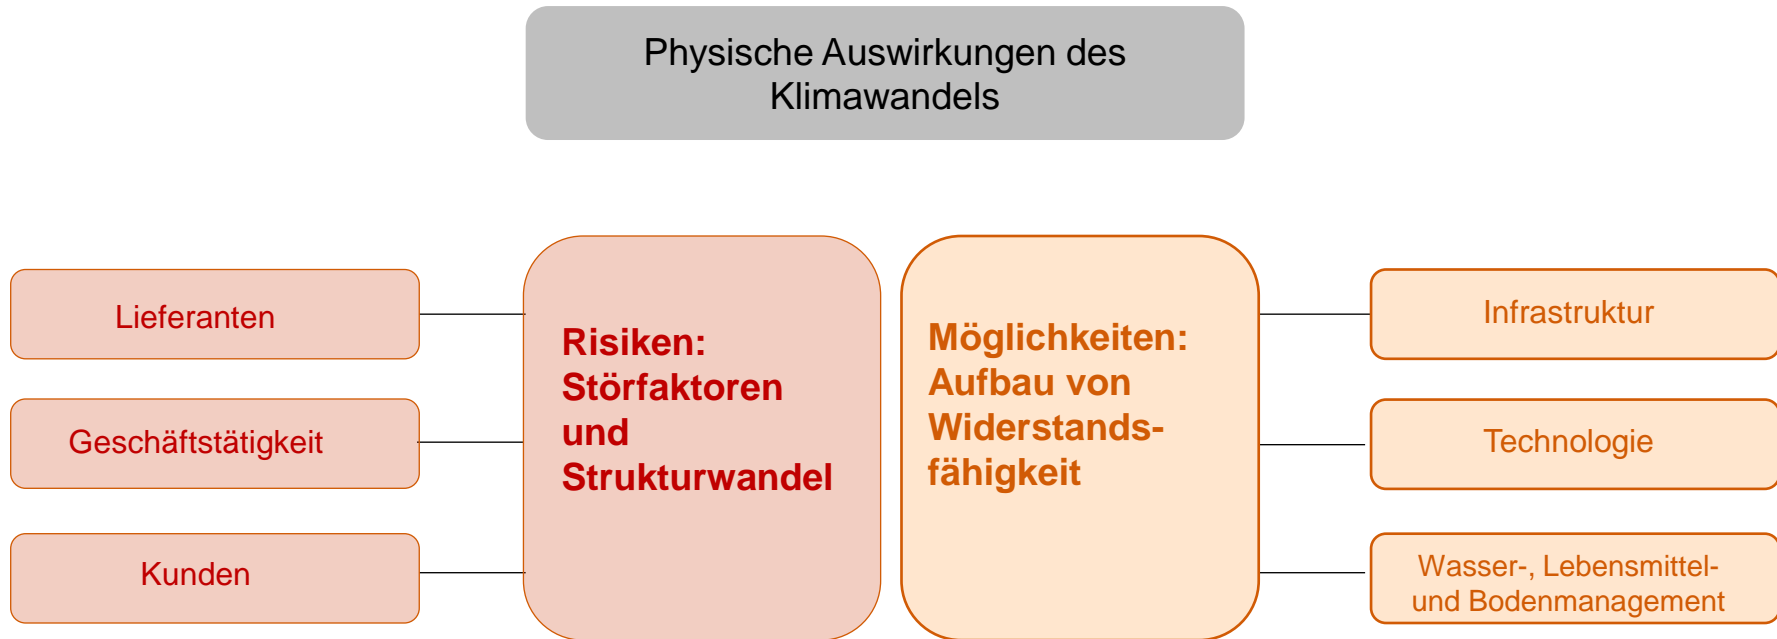 Physische Auswirkungen des
Klimawandels
Lieferanten
Geschäftstätigkeit
Kunden
Risiken:
Störfaktoren
und
Strukturwandel
Möglichkeiten:
Aufbau von
Widerstands-
fähigkeit
Infrastruktur
Technologie
Wasser-, Lebensmittel-
und Bodenmanagement